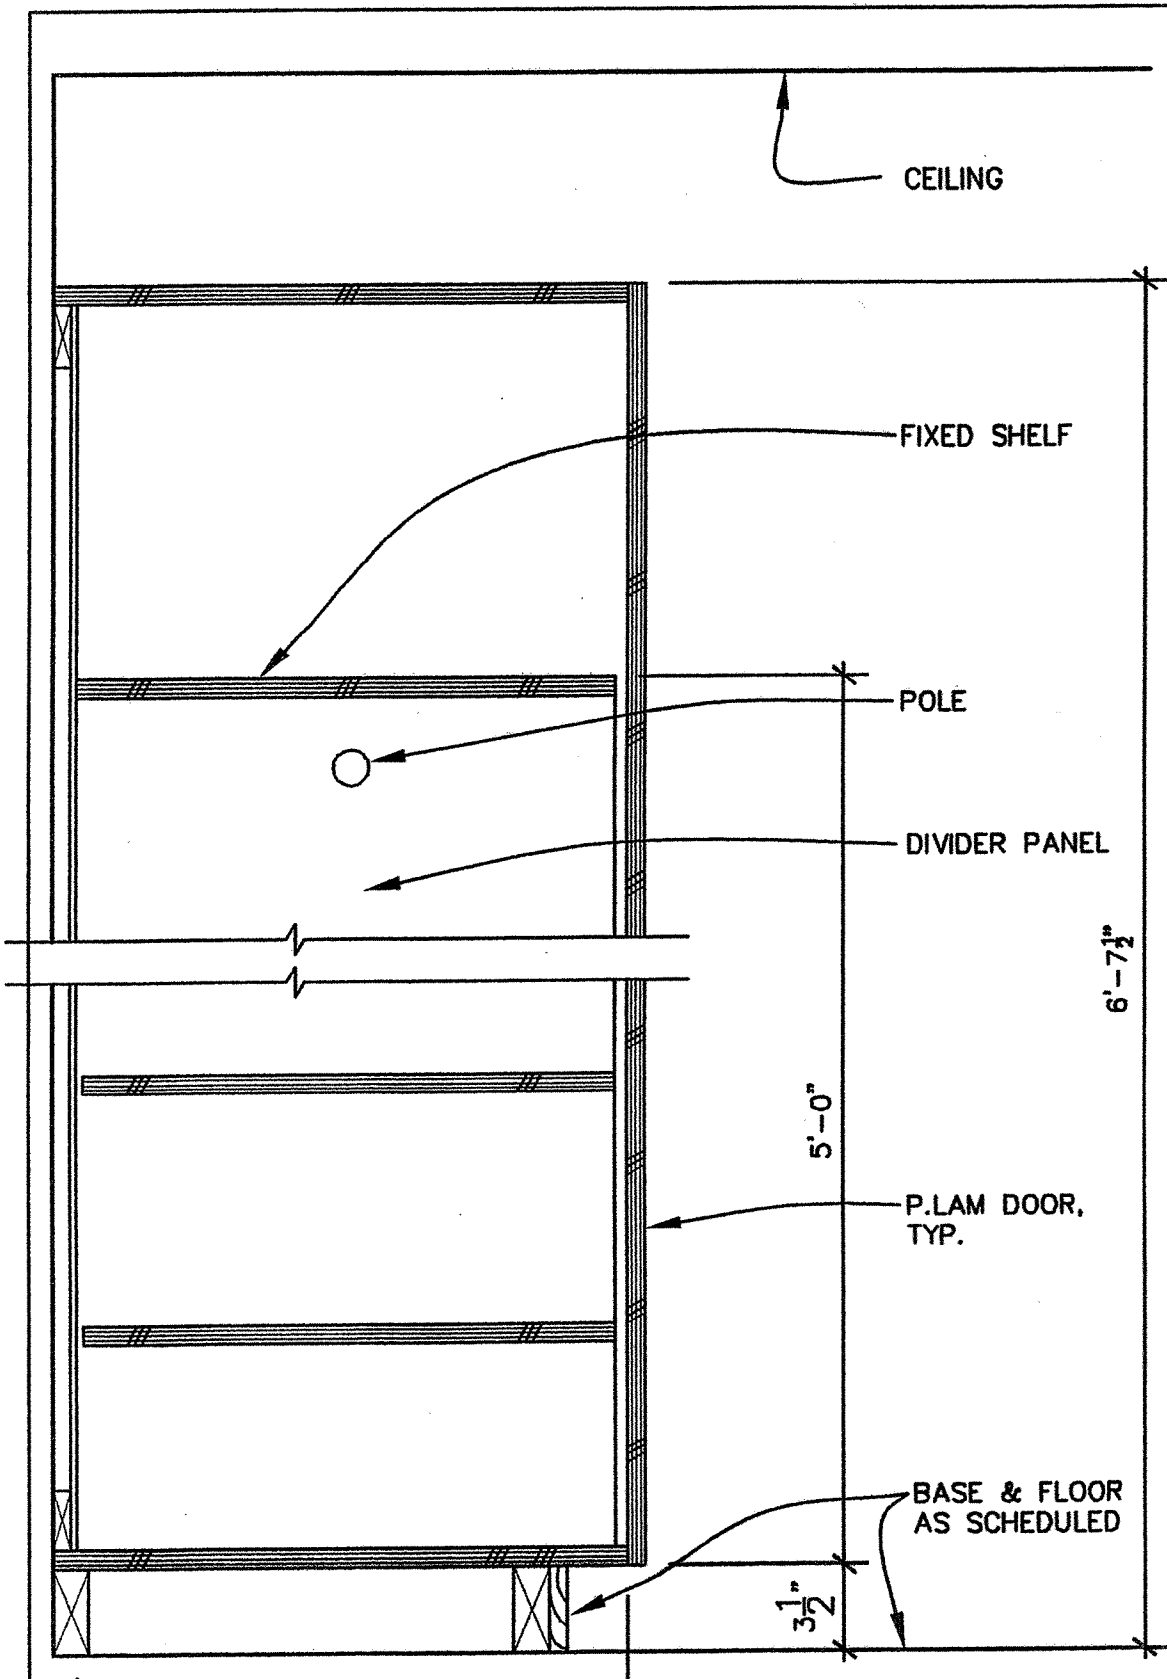 CEILING
FIXED SHELF
POLE
DIVIDER PANEL
6'-7½"
5'-0"
P.LAM DOOR,
TYP.
BASE & FLOOR
AS SCHEDULED
3½"